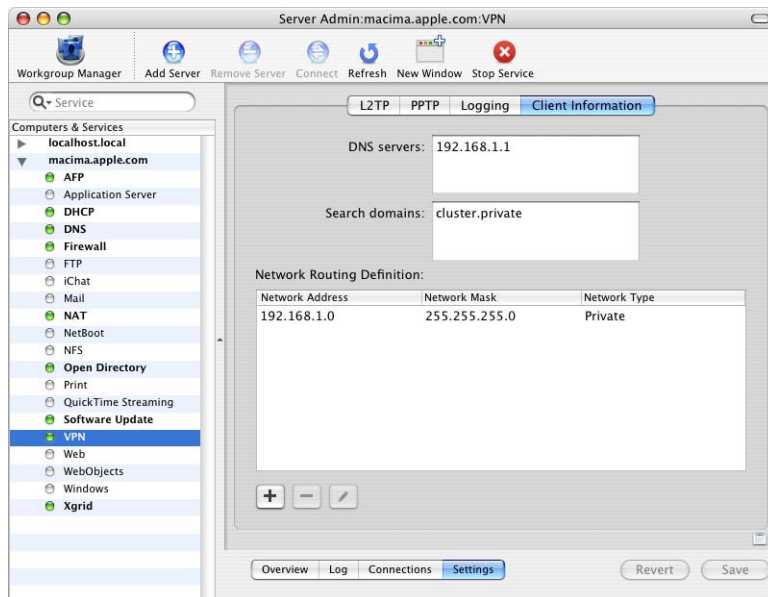 Server Admin:macima.apple.com:VPN
Workgroup Manager Add Server Remove Server Connect Refresh New Window Stop Service
Service
Computers & Services
localhost.local
macima.apple.com
AFP
Application Server
DHCP
DNS
Firewall
FTP
iChat
Mail
NAT
NetBoot
NFS
Open Directory
Print
QuickTime Streaming
Software Update
VPN
Web
WebObjects
Windows
Xgrid
L2TP PPTP Logging Client Information
DNS servers: 192.168.1.1
Search domains: cluster.private
Network Routing Definition:
Network Address Network Mask Network Type
192.168.1.0 255.255.255.0 Private
Overview Log Connections Settings
Revert Save